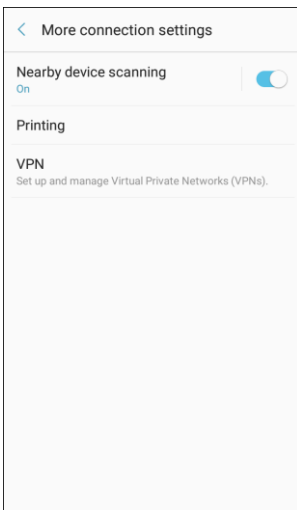 More connection settings
Nearby device scanning
On
Printing
VPN
Set up and manage Virtual Private Networks (VPNs).